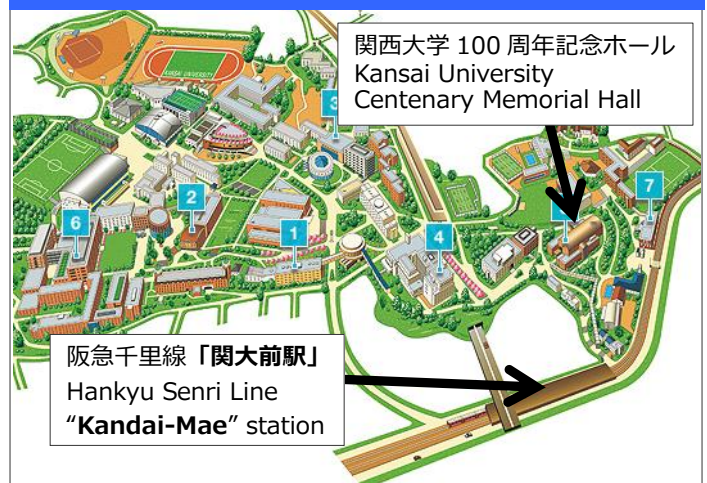 関西大学 100 周年記念ホール
Kansai University
Centenary Memorial Hall
KANSAI UNIVERSITY
3
7
2
6
1
4
阪急千里線「関大前駅」
Hankyu Senri Line
“Kandai-Mae” station